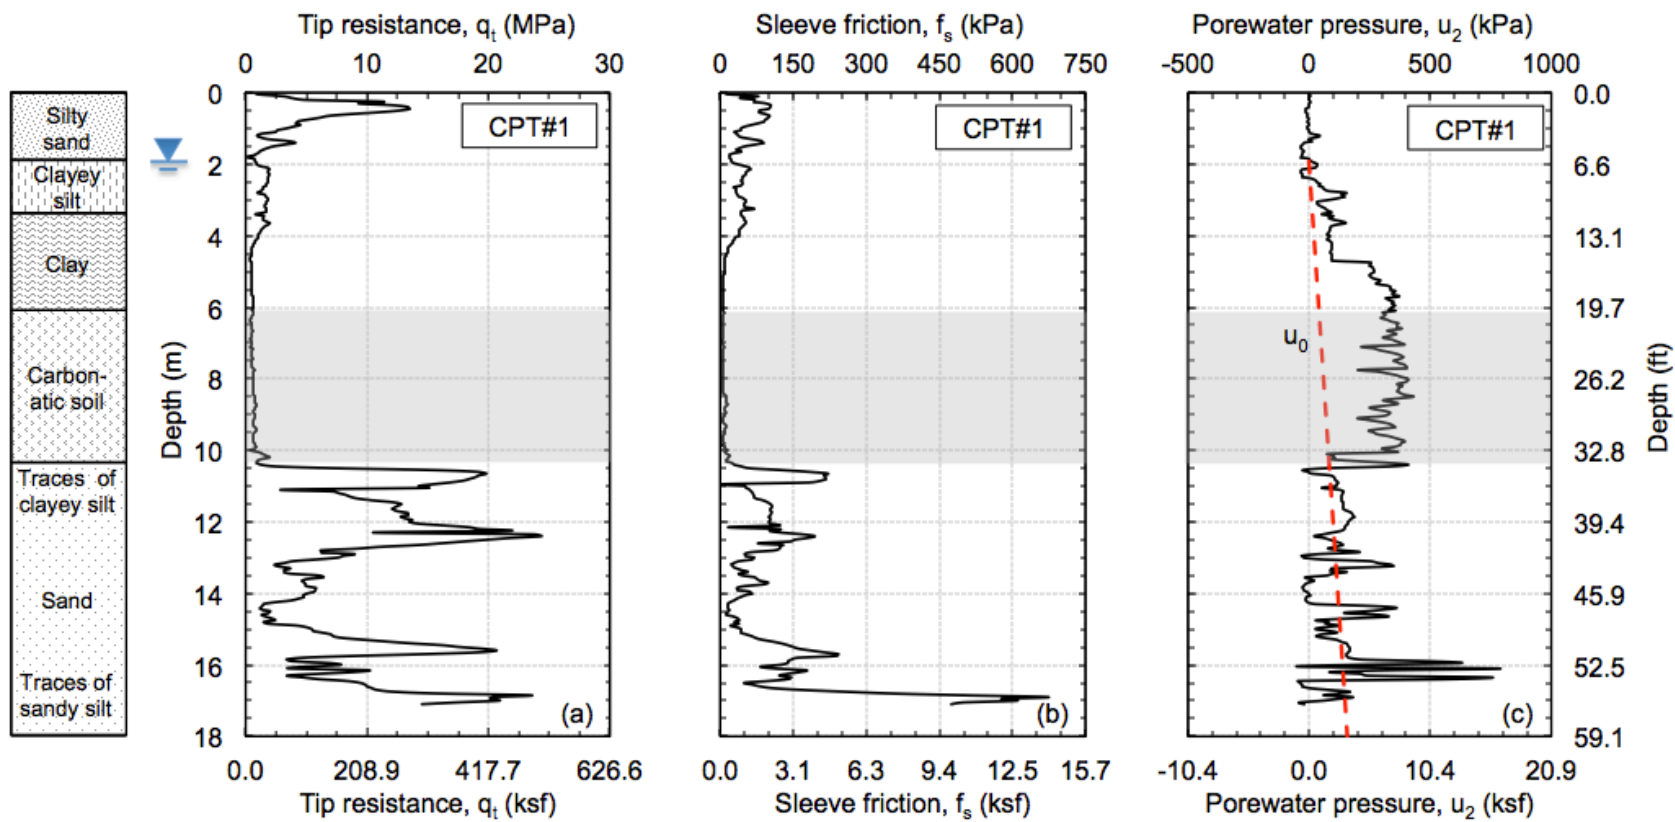 Tip resistance, qt (MPa)
0 10 20 30
Sleeve friction, fs (kPa)
0 150 300 450 600 750
Porewater pressure, u2 (kPa)
-500 0 500 1000
Silty
sand
Clayey
silt
Clay
Carbon-
atic soil
Traces of
clayey silt
Sand
Traces of
sandy silt
Depth (m)
0
2
4
6
8
10
12
14
16
18
CPT#1
(a)
CPT#1
(b)
CPT#1
u0
(c)
0.0
6.6
13.1
19.7
26.2
32.8
39.4
45.9
52.5
59.1
Depth (ft)
0.0 208.9 417.7 626.6
Tip resistance, qt (ksf)
0.0 3.1 6.3 9.4 12.5 15.7
Sleeve friction, fs (ksf)
-10.4 0.0 10.4 20.9
Porewater pressure, u2 (ksf)